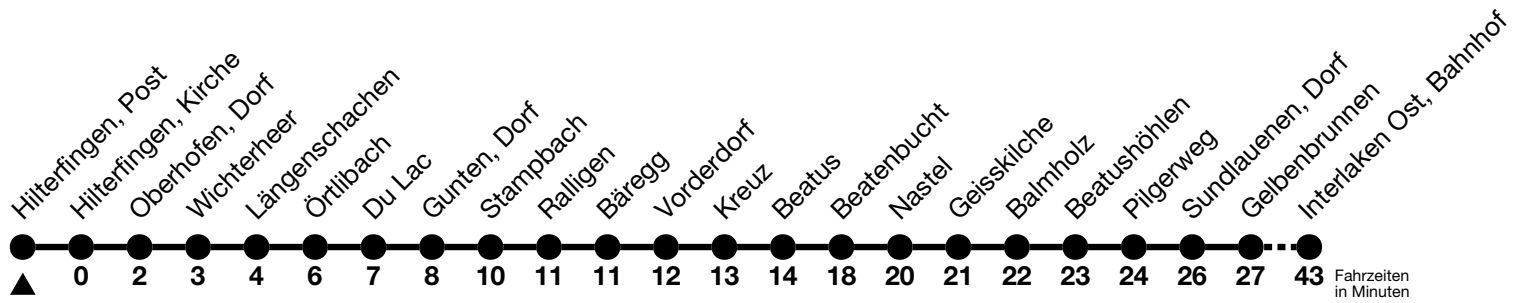 Hilterfingen, Post
Hilterfingen, Kirche
Oberhofen, Dorf
Wichterheer
Längenschachen
Örtlibach
Du Lac
Gunten, Dorf
Stampbach
Ralligen
Bäregg
Vorderdorf
Kreuz
Beatus
Beatenbucht
Nastel
Geisskilche
Balmholz
Beatushöhlen
Pilgerweg
Sundlauenen, Dorf
Gelbenbrunnen
Interlaken Ost, Bahnhof
0 2 3 4 6 7 8 10 11 11 12 13 14 18 20 21 22 23 24 26 27 43
Fahrzeiten
in Minuten